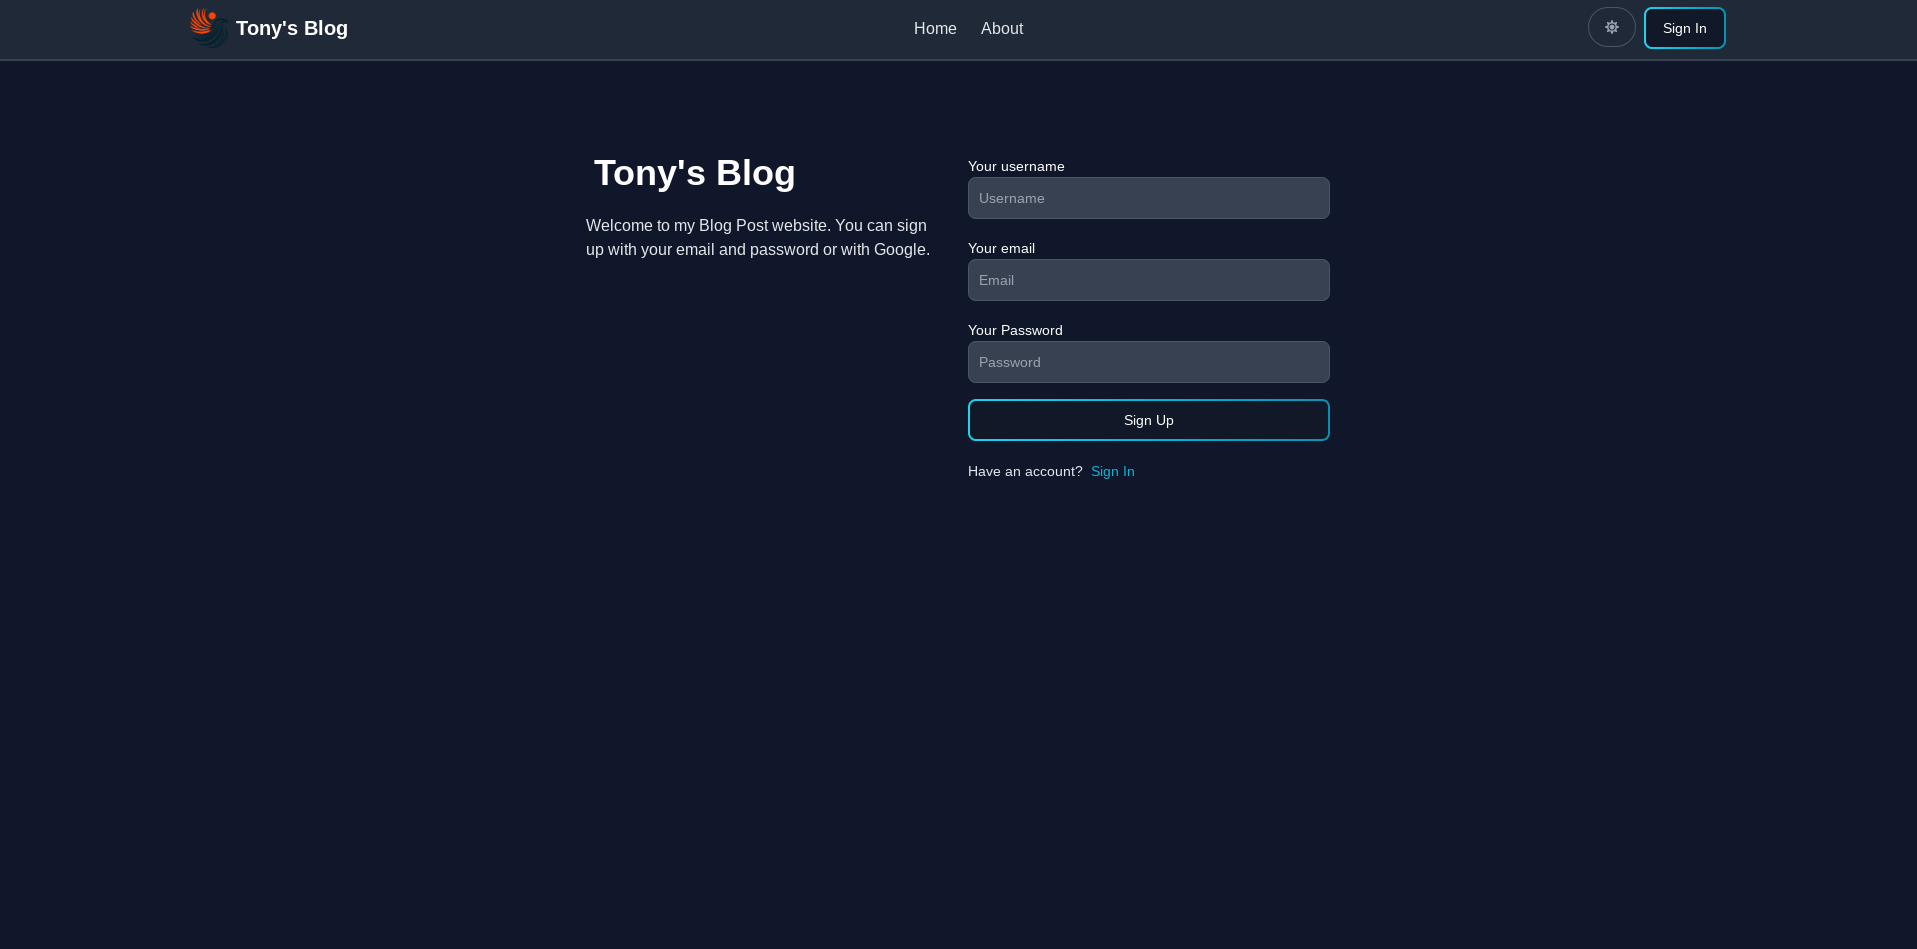 Tony's Blog
Home
About
Sign In
Tony's Blog
Welcome to my Blog Post website. You can sign
up with your email and password or with Google.
Your username
Username
Your email
Email
Your Password
Password
Sign Up
Have an account? Sign In